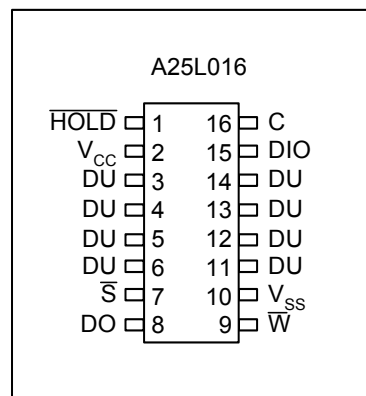 A25L016
H̅O̅L̅D̅ 1 16 C
VCC 2 15 DIO
DU 3 14 DU
DU 4 13 DU
DU 5 12 DU
DU 6 11 DU
S̅ 7 10 VSS
DO 8 9 W̅